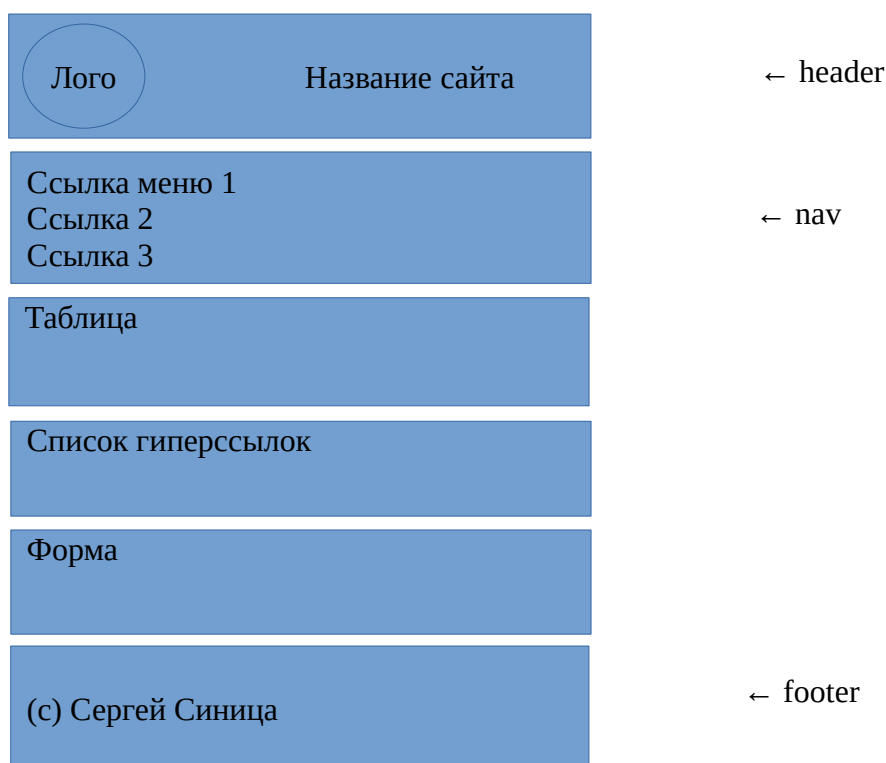 Лого Название сайта ← header
Ссылка меню 1
Ссылка 2 ← nav
Ссылка 3
Таблица
Список гиперссылок
Форма
(с) Сергей Синица ← footer